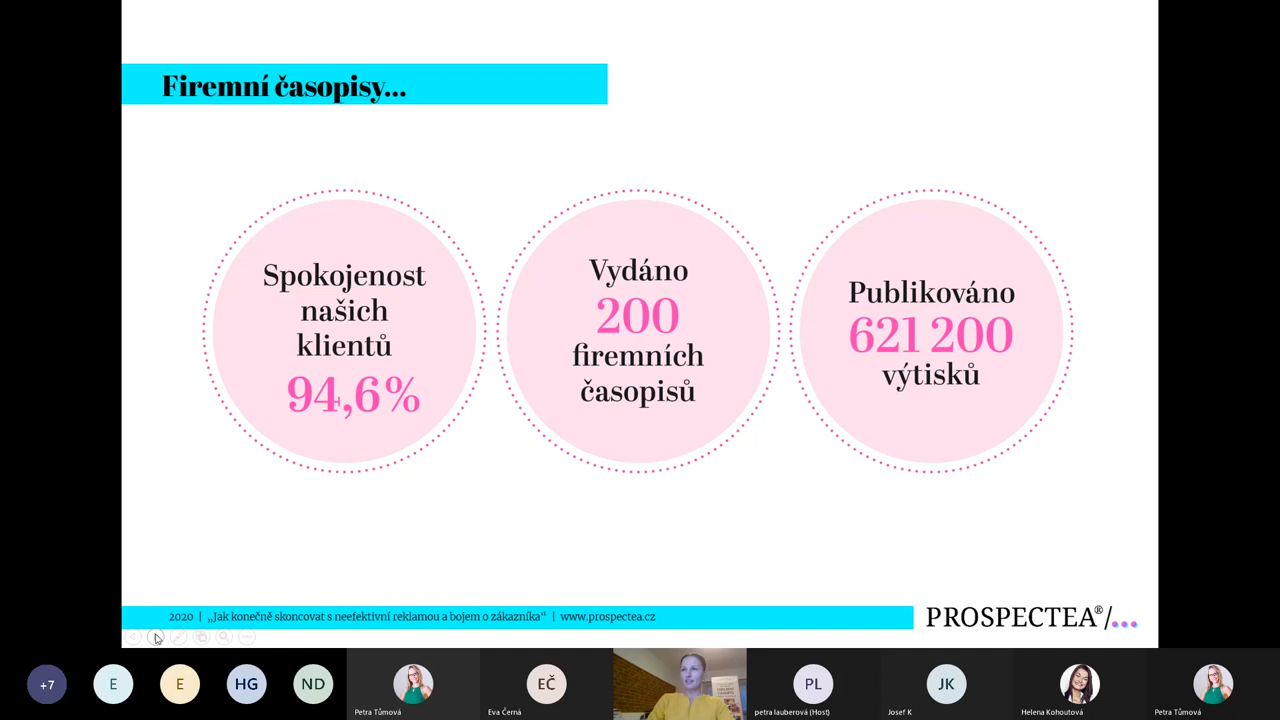 Firemní časopisy...
Spokojenost
našich
klientů
94,6%
Vydáno
200
firemních
časopisů
Publikováno
621 200
výtisků
2020 | „Jak konečně skoncovat s neefektivní reklamou a bojem o zákazníka“ | www.prospectea.cz
PROSPECTEA®/...
+7
E
E
HG
ND
Petra Tůmová
EČ
Eva Černá
PL
petra lauberová (Host)
JK
Josef K
Helena Kohoutová
Petra Tůmová